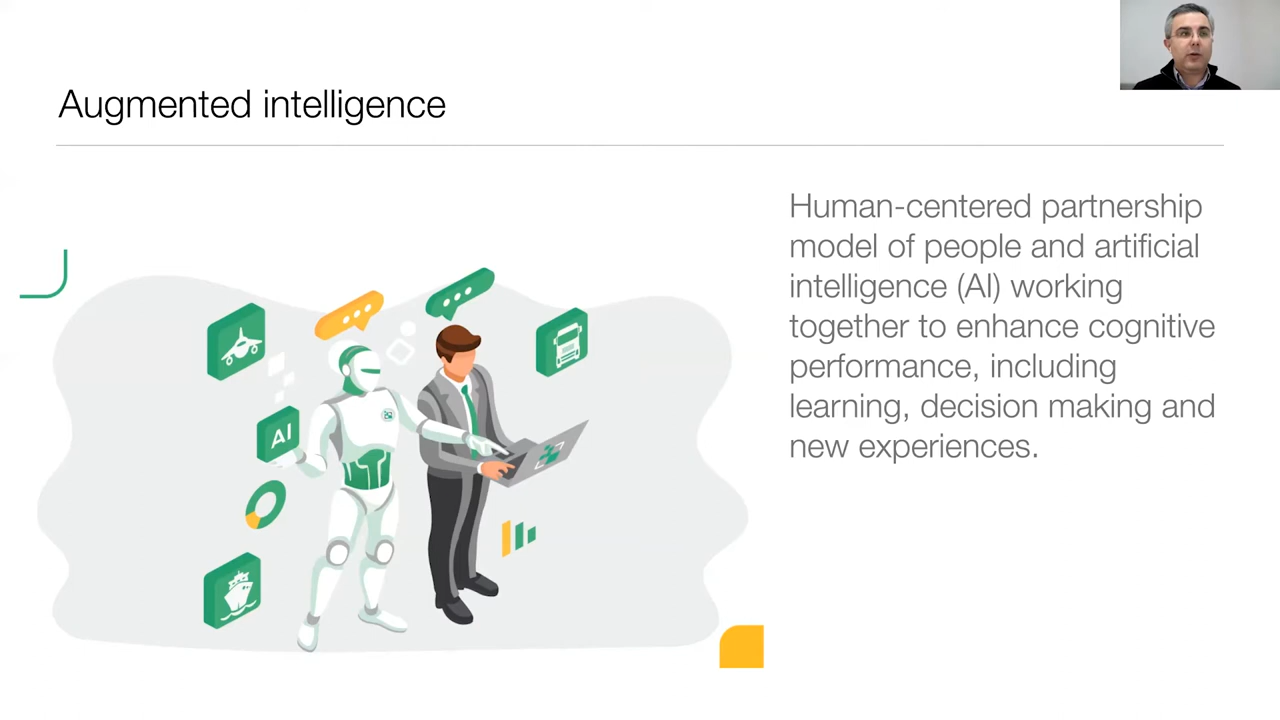 Augmented intelligence
Human-centered partnership
model of people and artificial
intelligence (AI) working
together to enhance cognitive
performance, including
learning, decision making and
new experiences.
AI